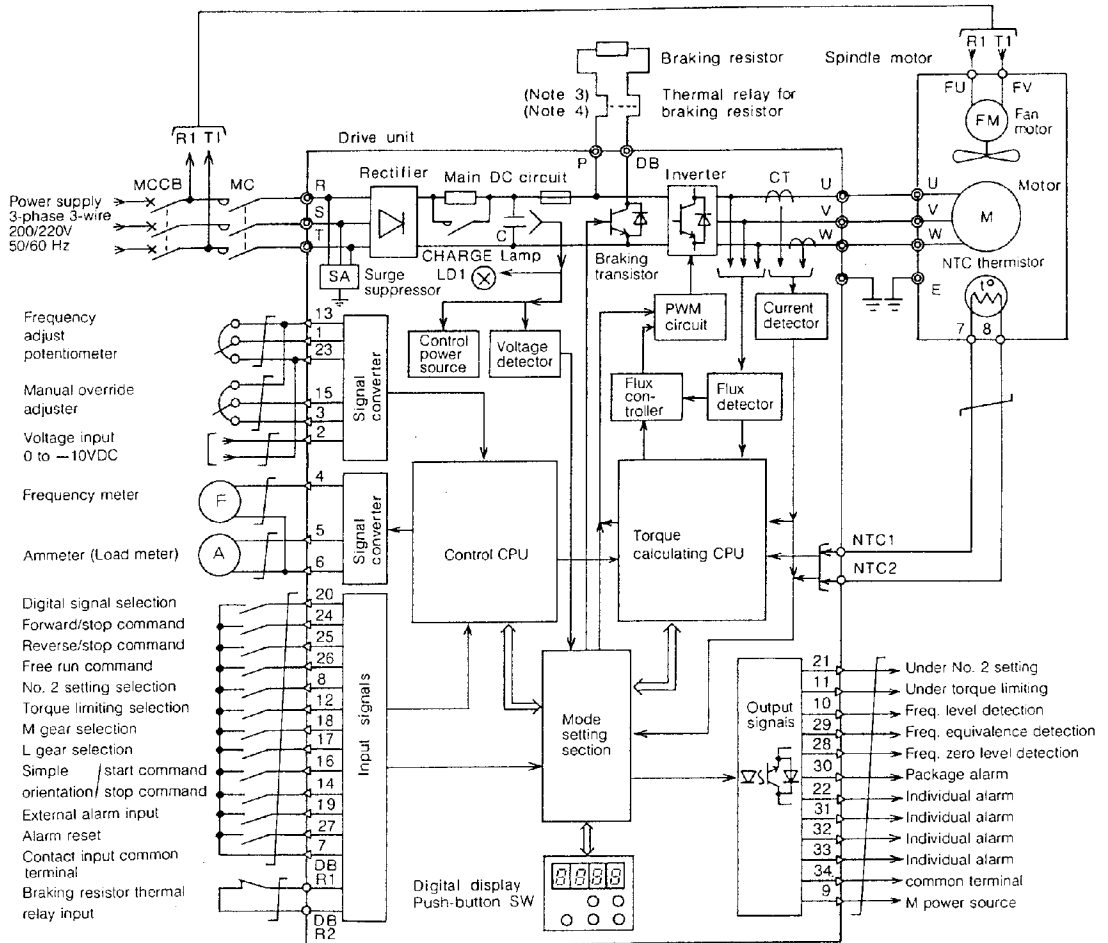 R1 T1
Spindle motor
Braking resistor
FU FV
(Note 3)
(Note 4)
Thermal relay for
braking resistor
FM
Fan
motor
R1 T1
Drive unit
P
DB
MCCB
MC
Rectifier
Main DC circuit
Inverter
CT
Power supply
3-phase 3-wire
200/220V
50/60 Hz
R
S
T
C
U
V
W
U
V
W
Motor
M
SA
Surge
suppressor
CHARGE Lamp
LD1
Braking
transistor
NTC thermistor
t°
E
7 8
PWM
circuit
Current
detector
Control
power
source
Voltage
detector
Flux
con-
troller
Flux
detector
Frequency
adjust
potentiometer
13
1
23
Manual override
adjuster
15
3
Voltage input
0 to −10VDC
2
Signal
converter
Frequency meter
F
4
Ammeter (Load meter)
A
5
6
Signal
converter
Control CPU
Torque
calculating CPU
NTC1
NTC2
Digital signal selection
20
Forward/stop command
24
Reverse/stop command
25
Free run command
26
No. 2 setting selection
8
Torque limiting selection
12
M gear selection
18
L gear selection
17
Simple / start command
16
orientation / stop command
14
External alarm input
19
Alarm reset
27
Contact input common
terminal
7
Braking resistor thermal
relay input
DB
R1
DB
R2
Input signals
Mode
setting
section
Digital display
Push-button SW
8888
Output
signals
21 Under No. 2 setting
11 Under torque limiting
10 Freq. level detection
29 Freq. equivalence detection
28 Freq. zero level detection
30 Package alarm
22 Individual alarm
31 Individual alarm
32 Individual alarm
33 Individual alarm
34 common terminal
9 M power source